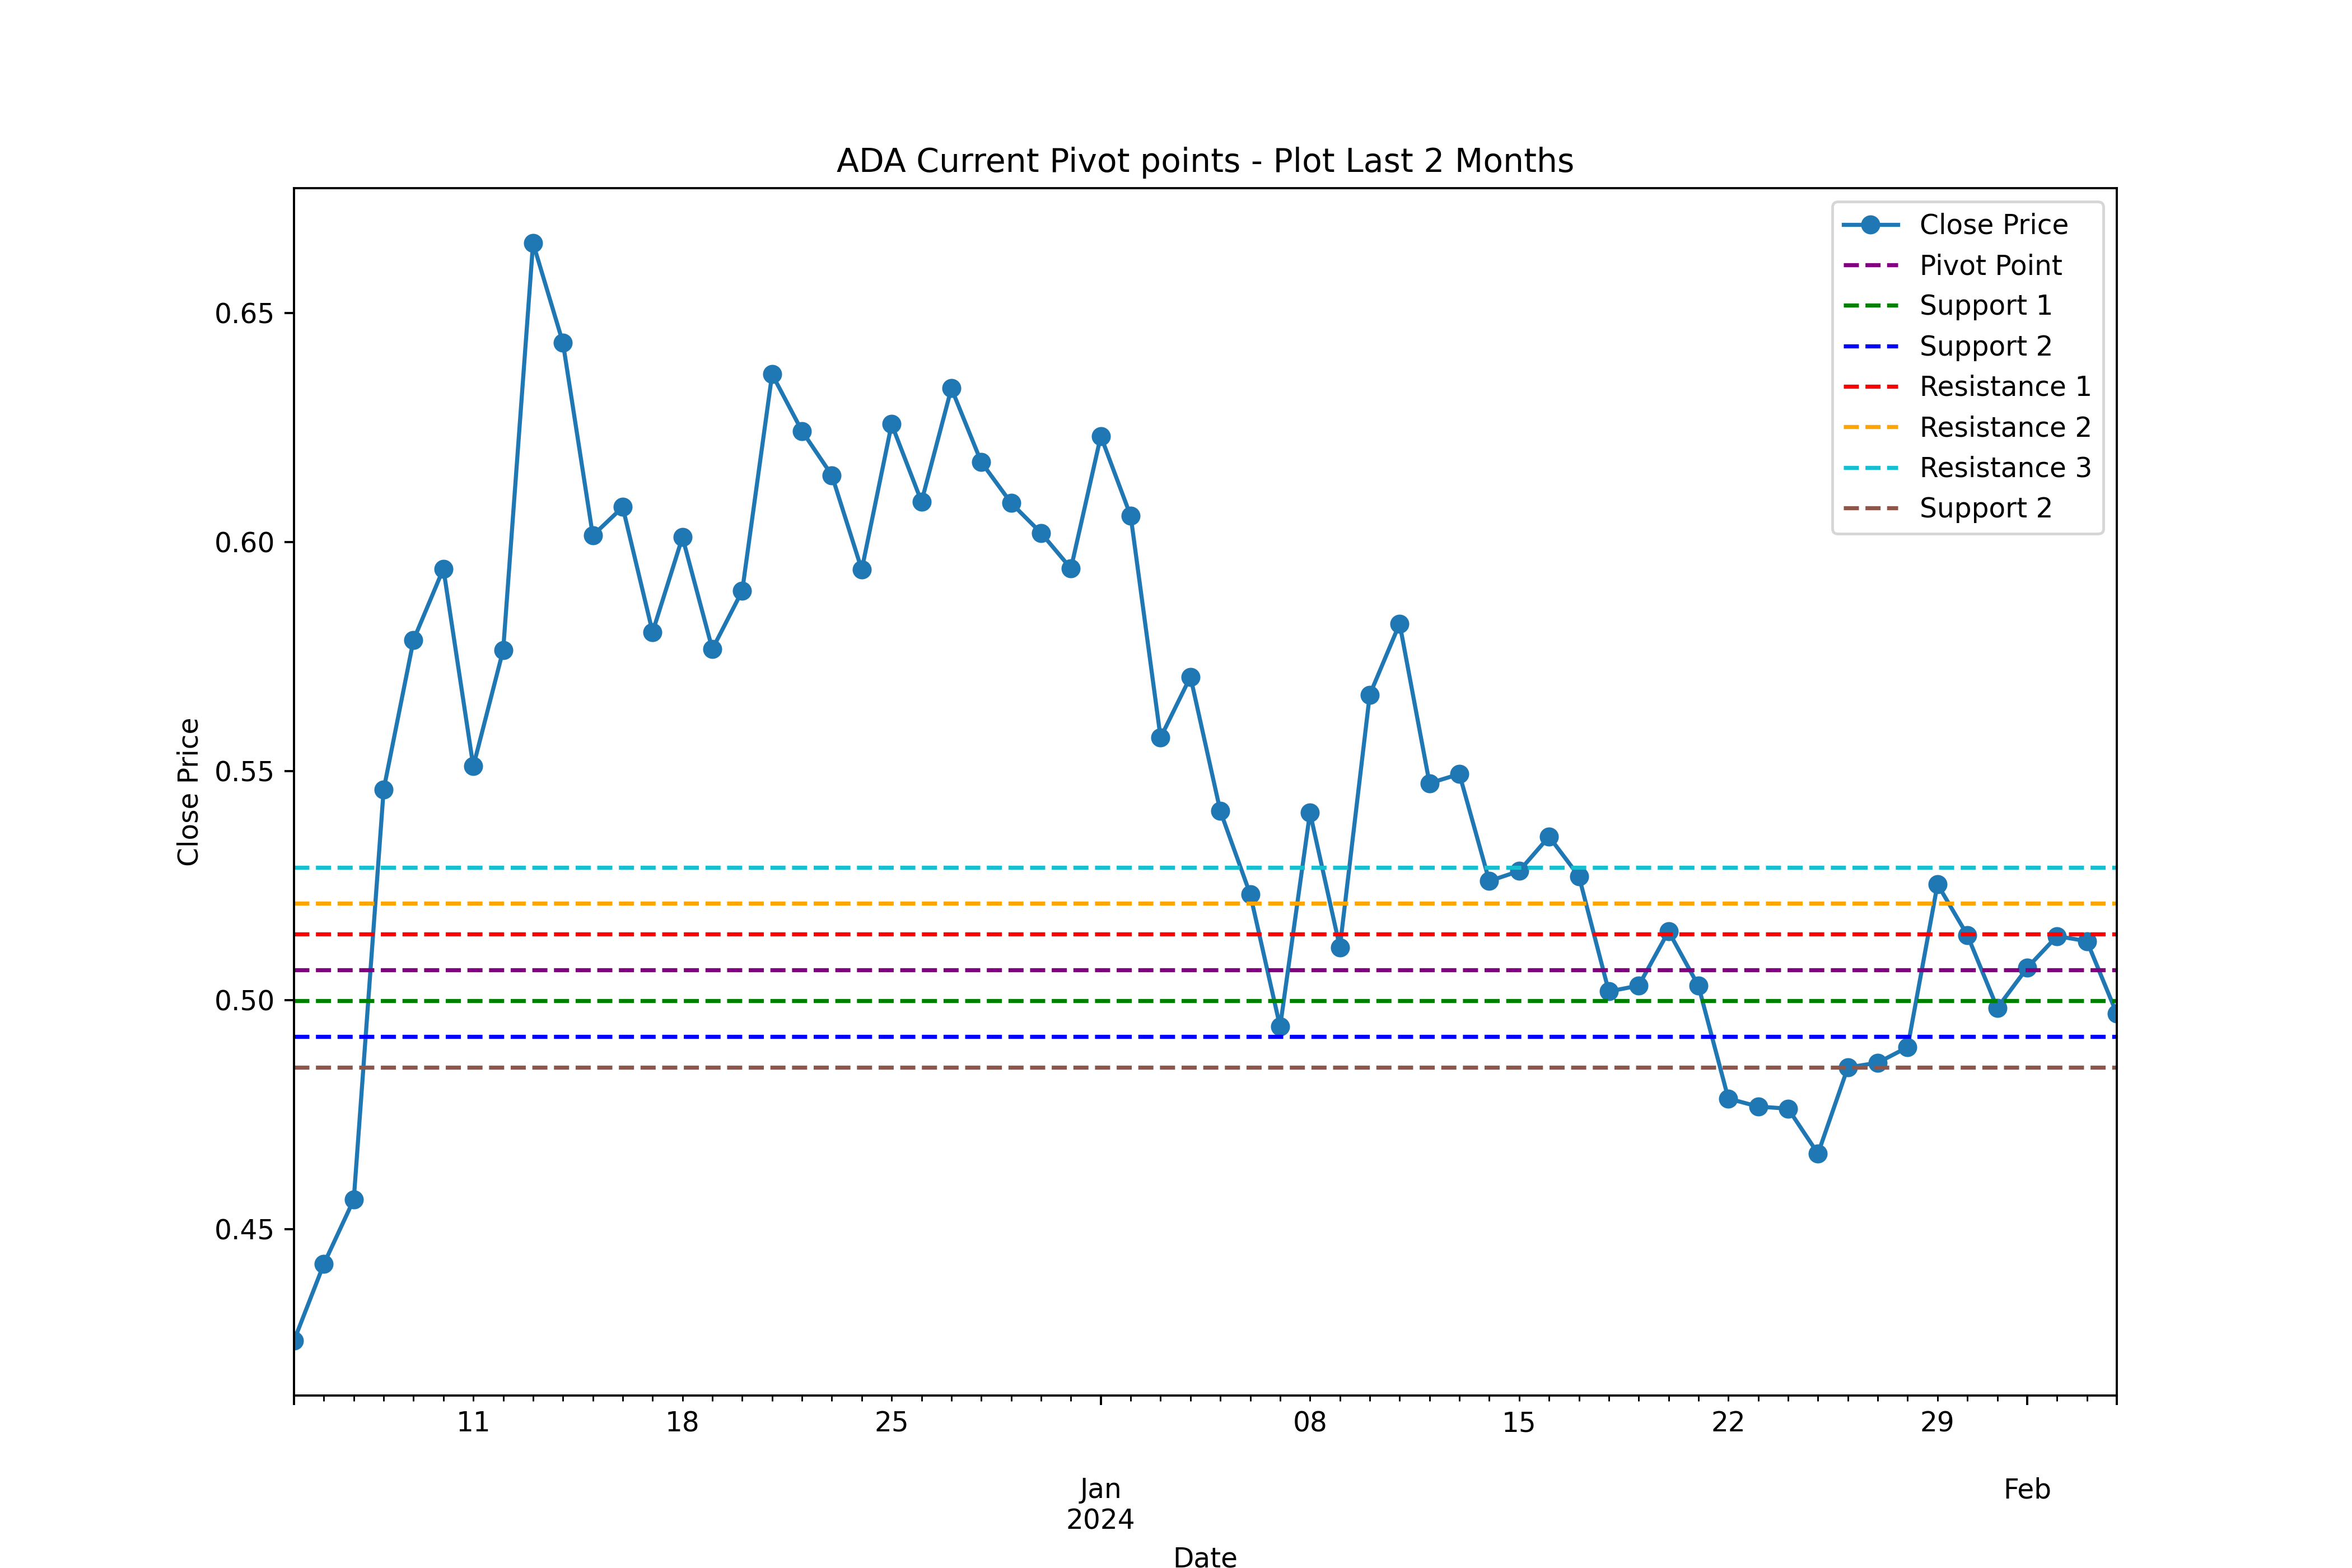 ADA Current Pivot points - Plot Last 2 Months
Close Price
Pivot Point
Support 1
Support 2
Resistance 1
Resistance 2
Resistance 3
Support 2
0.65
0.60
0.55
0.50
0.45
Close Price
11 18 25 08 15 22 29
Jan Feb
2024
Date